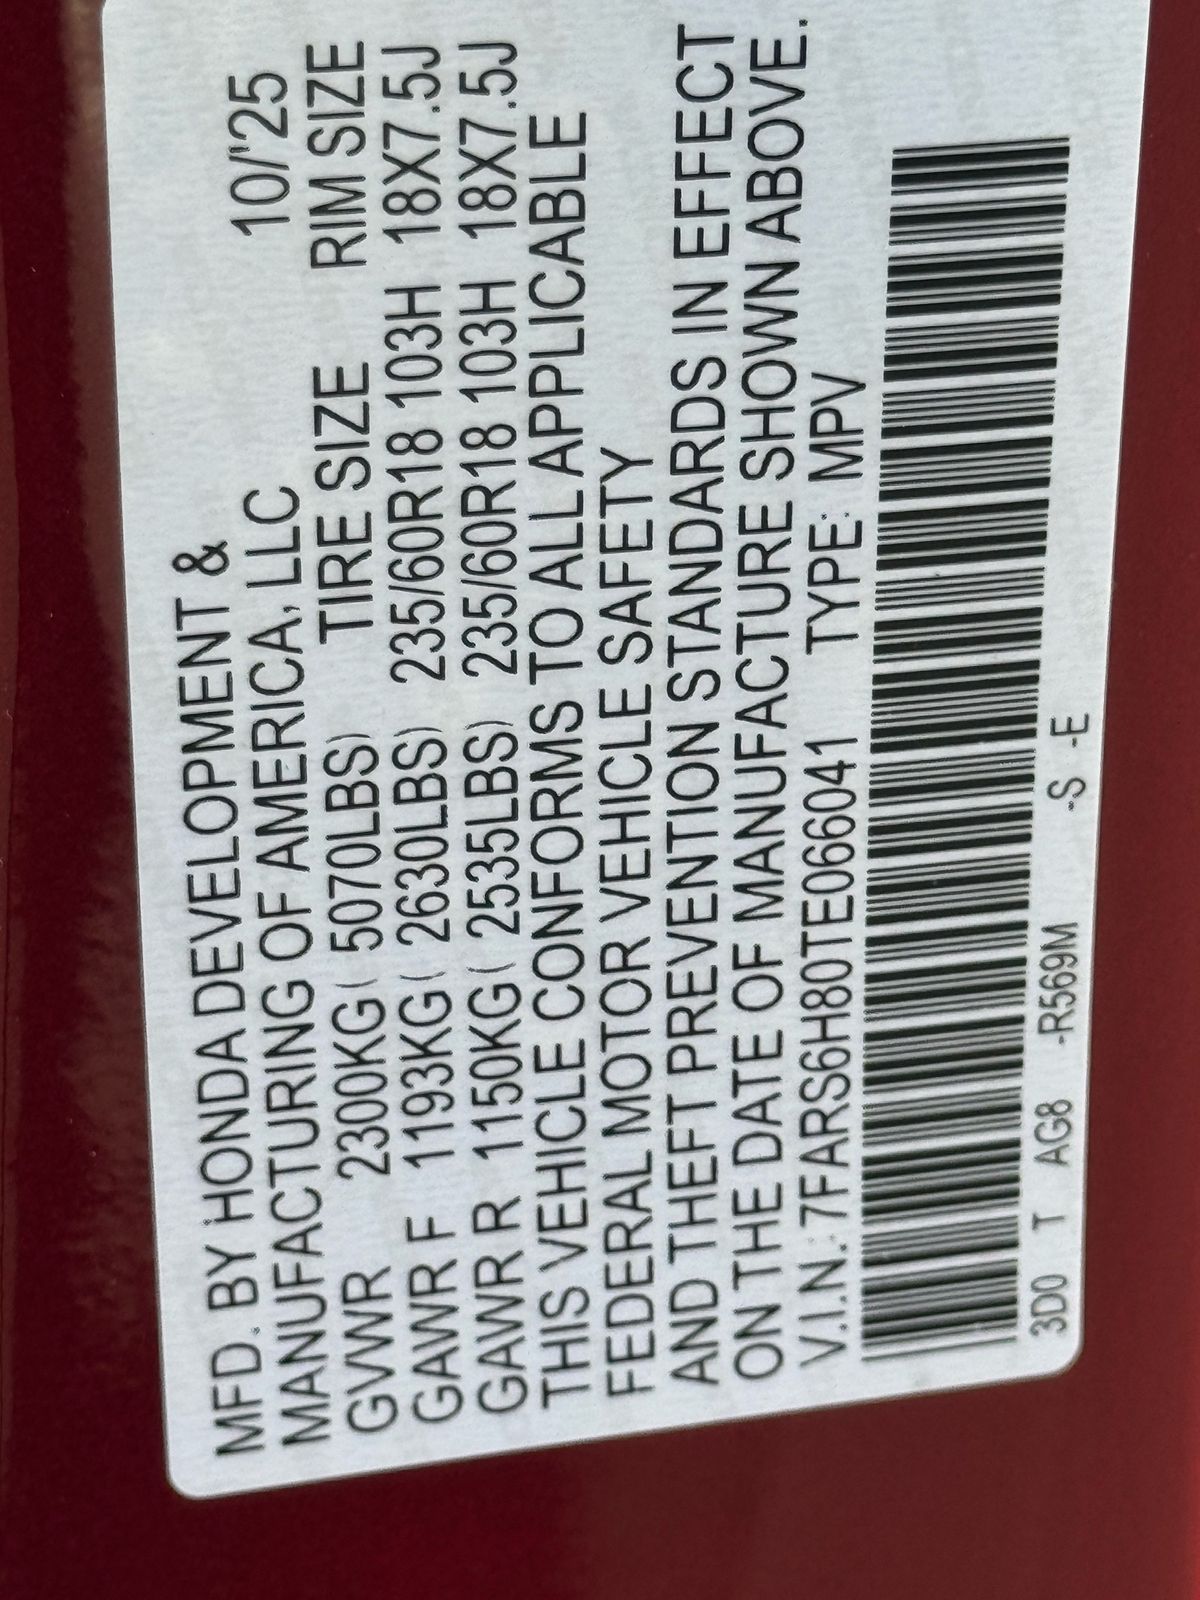 MFD. BY HONDA DEVELOPMENT &
MANUFACTURING OF AMERICA, LLC 10/'25
GVWR 2300KG( 5070LBS) TIRE SIZE RIM SIZE
GAWR F 1193KG( 2630LBS) 235/60R18 103H 18X7.5J
GAWR R 1150KG( 2535LBS) 235/60R18 103H 18X7.5J
THIS VEHICLE CONFORMS TO ALL APPLICABLE
FEDERAL MOTOR VEHICLE SAFETY
AND THEFT PREVENTION STANDARDS IN EFFECT
ON THE DATE OF MANUFACTURE SHOWN ABOVE.
V.I.N.: 7FARS6H80TE066041 TYPE: MPV
3D0 T AG8 -R569M -S -E